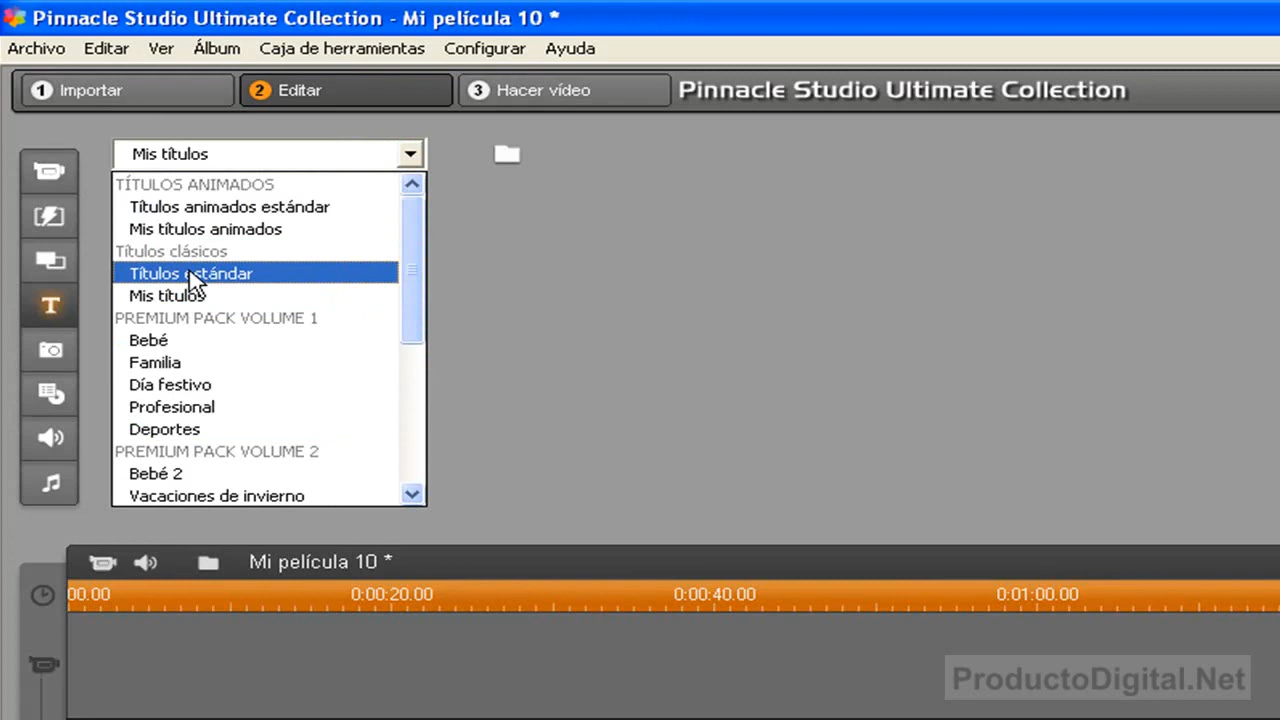 Pinnacle Studio Ultimate Collection - Mi película 10 *
Archivo Editar Ver Álbum Caja de herramientas Configurar Ayuda
1 Importar 2 Editar 3 Hacer vídeo Pinnacle Studio Ultimate Collection
Mis títulos
TÍTULOS ANIMADOS
Títulos animados estándar
Mis títulos animados
Títulos clásicos
Títulos estándar
Mis títulos
PREMIUM PACK VOLUME 1
Bebé
Familia
Día festivo
Profesional
Deportes
PREMIUM PACK VOLUME 2
Bebé 2
Vacaciones de invierno
T
Mi película 10 *
00.00 0:00:20.00 0:00:40.00 0:01:00.00
ProductoDigital.Net